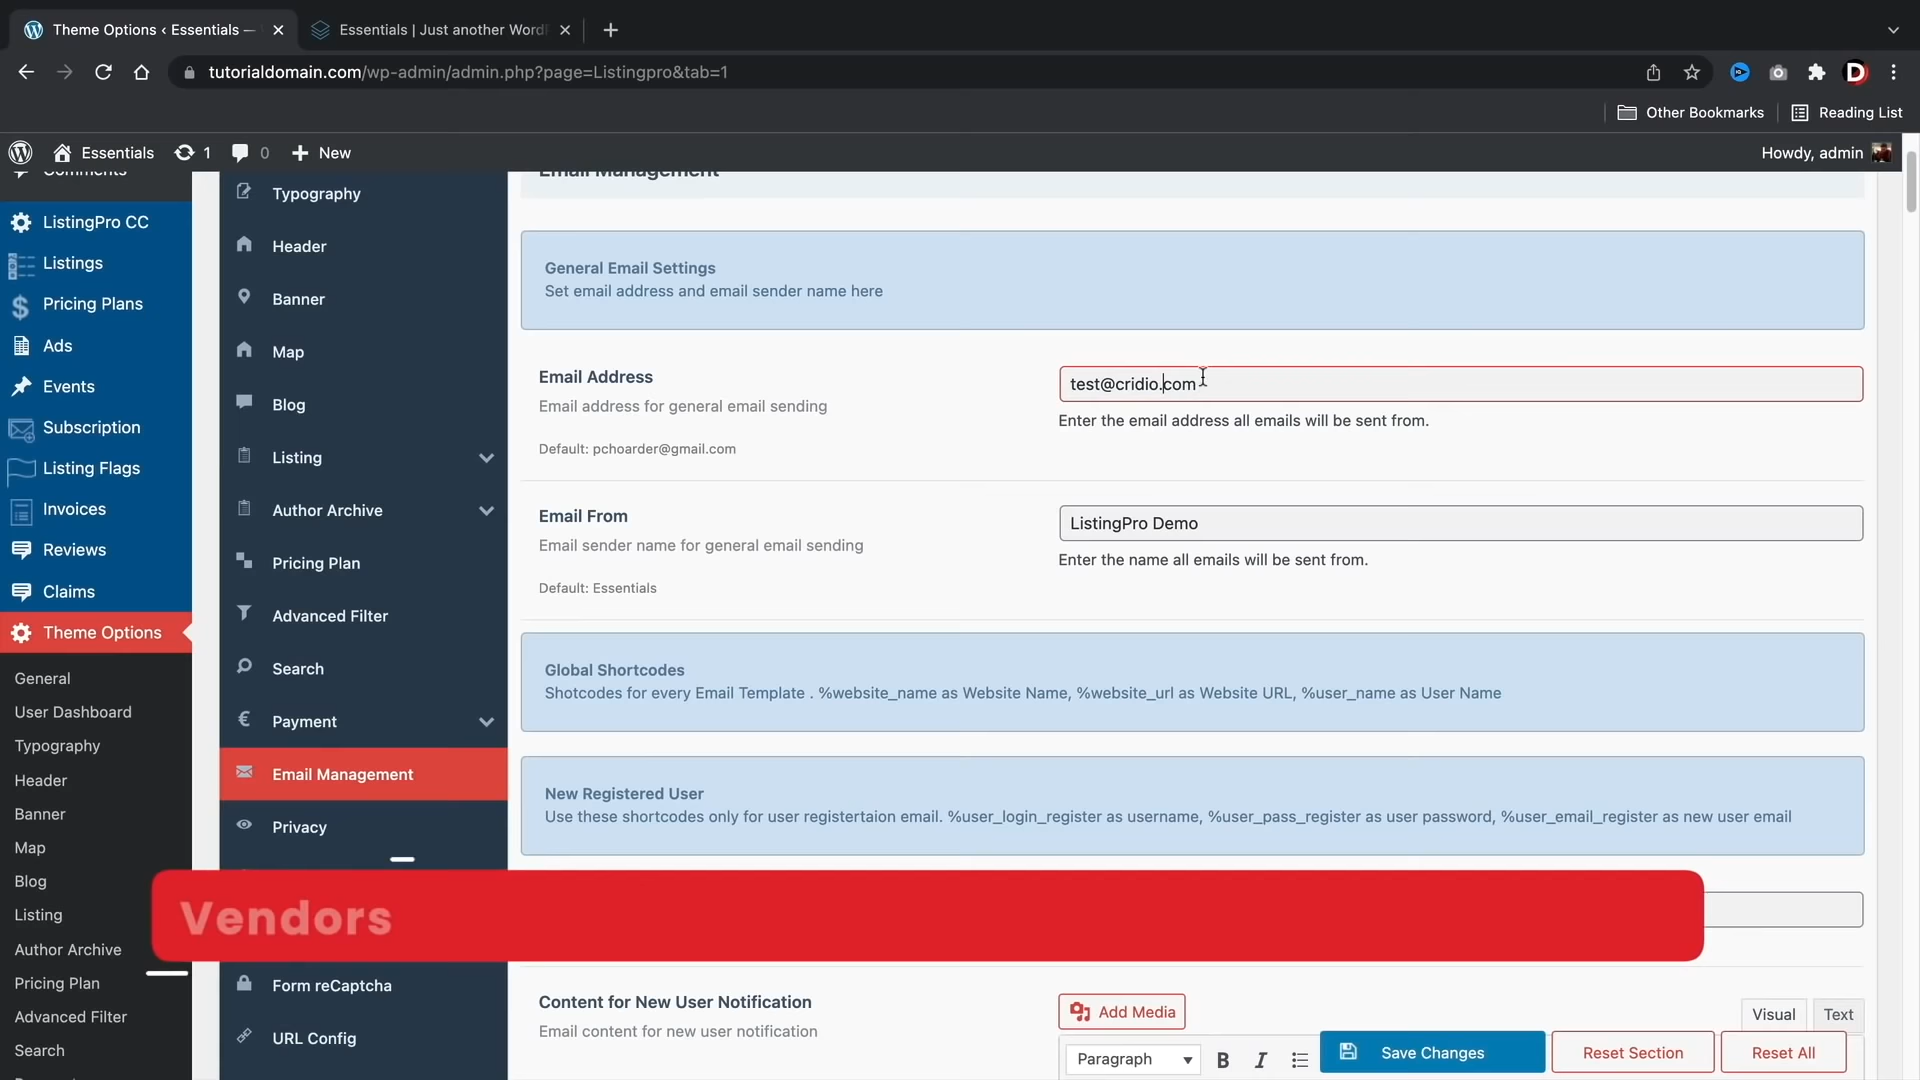 Theme Options ‹ Essentials —
Essentials | Just another Word
tutorialdomain.com/wp-admin/admin.php?page=Listingpro&tab=1
Other Bookmarks
Reading List
Essentials
1
0
New
Howdy, admin
Comments
ListingPro CC
Listings
Pricing Plans
Ads
Events
Subscription
Listing Flags
Invoices
Reviews
Claims
Theme Options
General
User Dashboard
Typography
Header
Banner
Map
Blog
Listing
Author Archive
Pricing Plan
Advanced Filter
Search
Typography
Header
Banner
Map
Blog
Listing
Author Archive
Pricing Plan
Advanced Filter
Search
Payment
Email Management
Privacy
Form reCaptcha
URL Config
Email Management
General Email Settings
Set email address and email sender name here
Email Address
Email address for general email sending
Default: pchoarder@gmail.com
test@cridio.com
Enter the email address all emails will be sent from.
Email From
Email sender name for general email sending
Default: Essentials
ListingPro Demo
Enter the name all emails will be sent from.
Global Shortcodes
Shotcodes for every Email Template . %website_name as Website Name, %website_url as Website URL, %user_name as User Name
New Registered User
Use these shortcodes only for user registertaion email. %user_login_register as username, %user_pass_register as user password, %user_email_register as new user email
Vendors
Content for New User Notification
Email content for new user notification
Add Media
Visual
Text
Paragraph
B
I
Save Changes
Reset Section
Reset All